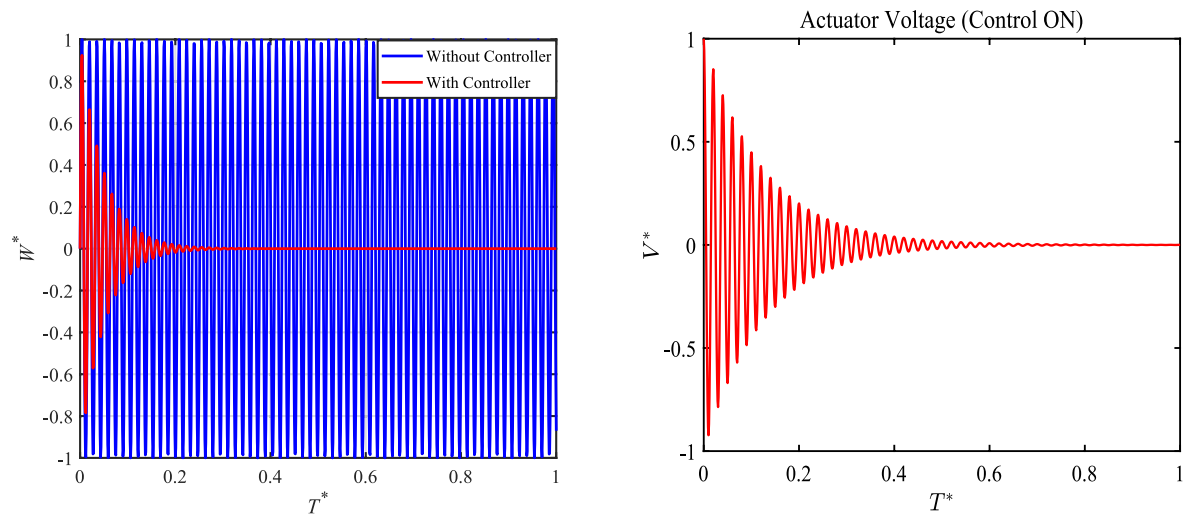 1
0.8
0.6
0.4
0.2
0
-0.2
-0.4
-0.6
-0.8
-1
W*
0 0.2 0.4 0.6 0.8 1
T*
Without Controller
With Controller
Actuator Voltage (Control ON)
1
0.5
0
-0.5
-1
V*
0 0.2 0.4 0.6 0.8 1
T*